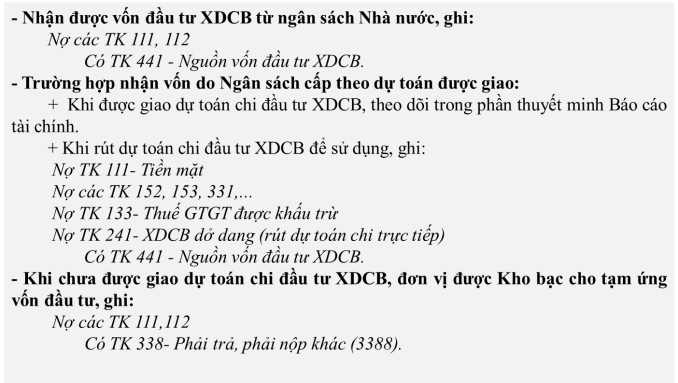 - Nhận được vốn đầu tư XDCB từ ngân sách Nhà nước, ghi:
Nợ các TK 111, 112
Có TK 441 - Nguồn vốn đầu tư XDCB.
- Trường hợp nhận vốn do Ngân sách cấp theo dự toán được giao:
+ Khi được giao dự toán chi đầu tư XDCB, theo dõi trong phần thuyết minh Báo cáo
tài chính.
+ Khi rút dự toán chi đầu tư XDCB để sử dụng, ghi:
Nợ TK 111- Tiền mặt
Nợ các TK 152, 153, 331,...
Nợ TK 133- Thuế GTGT được khấu trừ
Nợ TK 241- XDCB dở dang (rút dự toán chi trực tiếp)
Có TK 441 - Nguồn vốn đầu tư XDCB.
- Khi chưa được giao dự toán chi đầu tư XDCB, đơn vị được Kho bạc cho tạm ứng
vốn đầu tư, ghi:
Nợ các TK 111,112
Có TK 338- Phải trả, phải nộp khác (3388).